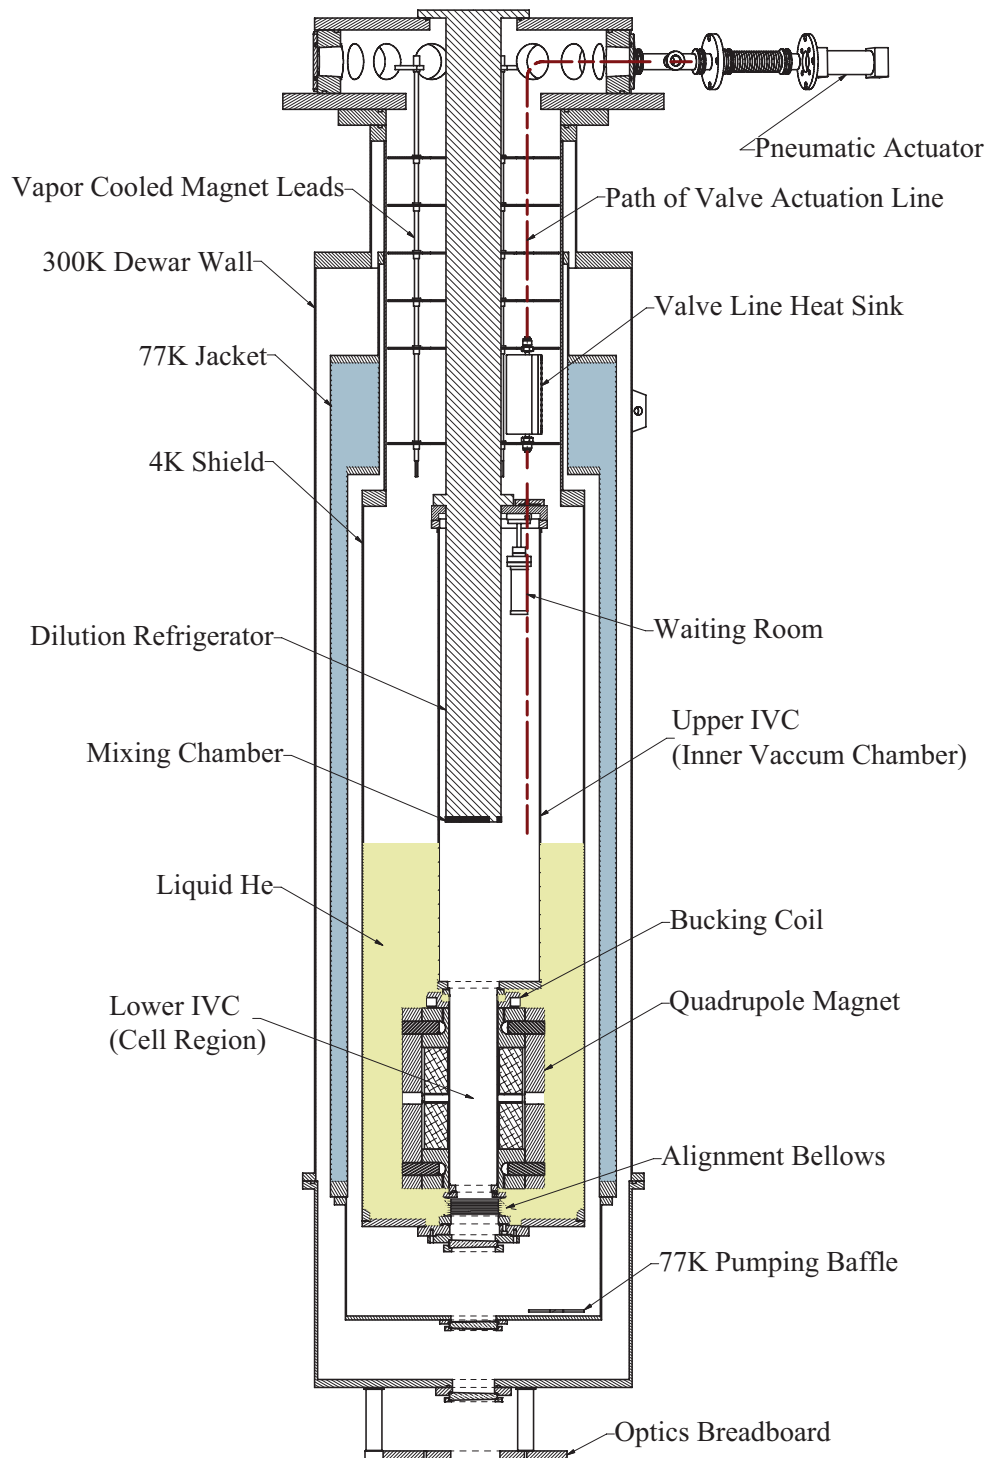 Pneumatic Actuator
Vapor Cooled Magnet Leads
Path of Valve Actuation Line
300K Dewar Wall
Valve Line Heat Sink
77K Jacket
4K Shield
Dilution Refrigerator
Waiting Room
Mixing Chamber
Upper IVC
(Inner Vaccum Chamber)
Liquid He
Bucking Coil
Lower IVC
(Cell Region)
Quadrupole Magnet
Alignment Bellows
77K Pumping Baffle
Optics Breadboard